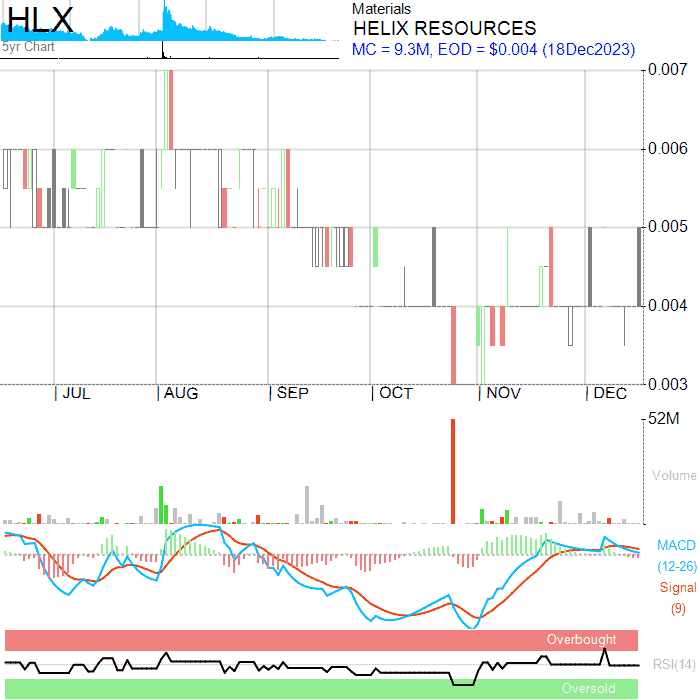 HLX
5yr Chart
Materials
HELIX RESOURCES
MC = 9.3M, EOD = $0.004 (18Dec2023)
0.007
0.006
0.005
0.004
0.003
JUL AUG SEP OCT NOV DEC
52M
Volume
MACD
(12-26)
Signal
(9)
Overbought
RSI(14)
Oversold